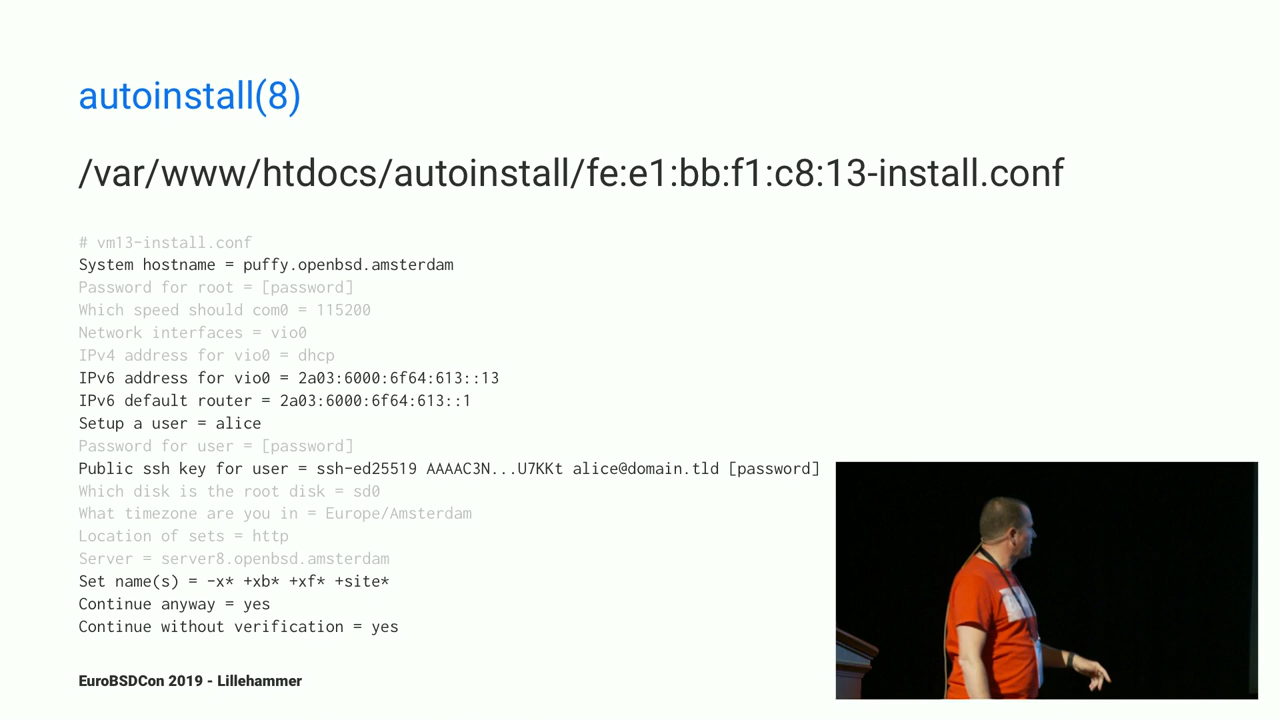 autoinstall(8)
/var/www/htdocs/autoinstall/fe:e1:bb:f1:c8:13-install.conf
# vm13-install.conf
System hostname = puffy.openbsd.amsterdam
Password for root = [password]
Which speed should com0 = 115200
Network interfaces = vio0
IPv4 address for vio0 = dhcp
IPv6 address for vio0 = 2a03:6000:6f64:613::13
IPv6 default router = 2a03:6000:6f64:613::1
Setup a user = alice
Password for user = [password]
Public ssh key for user = ssh-ed25519 AAAAC3N...U7KKt alice@domain.tld [password]
Which disk is the root disk = sd0
What timezone are you in = Europe/Amsterdam
Location of sets = http
Server = server8.openbsd.amsterdam
Set name(s) = -x* +xb* +xf* +site*
Continue anyway = yes
Continue without verification = yes
EuroBSDCon 2019 - Lillehammer